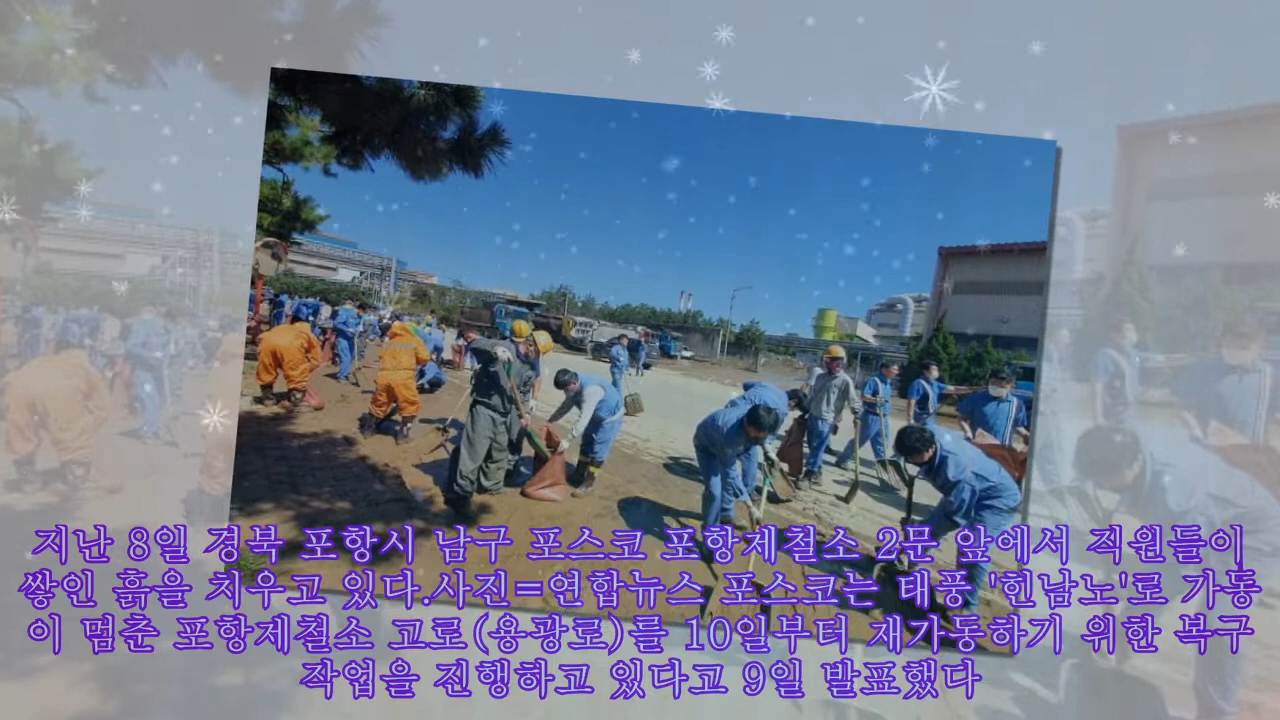 지난 8일 경북 포항시 남구 포스코 포항제철소 2문 앞에서 직원들이
쌓인 흙을 치우고 있다.사진=연합뉴스 포스코는 태풍 '힌남노'로 가동
이 멈춘 포항제철소 고로(용광로)를 10일부터 재가동하기 위한 복구
작업을 진행하고 있다고 9일 발표했다